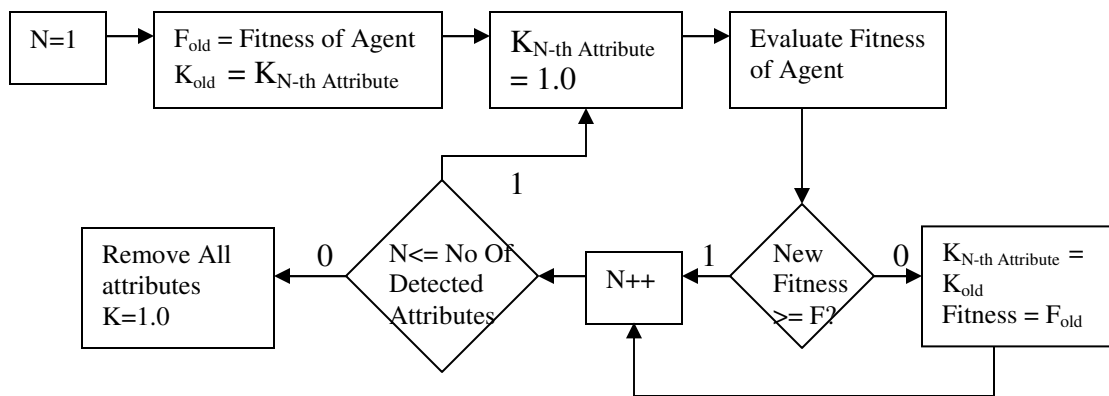 N=1
F_old = Fitness of Agent
K_old = K_N-th Attribute
K_N-th Attribute
= 1.0
Evaluate Fitness
of Agent
1
Remove All
attributes
K=1.0
0
N<= No Of
Detected
Attributes
N++
1
New
Fitness
>= F?
0
K_N-th Attribute =
K_old
Fitness = F_old